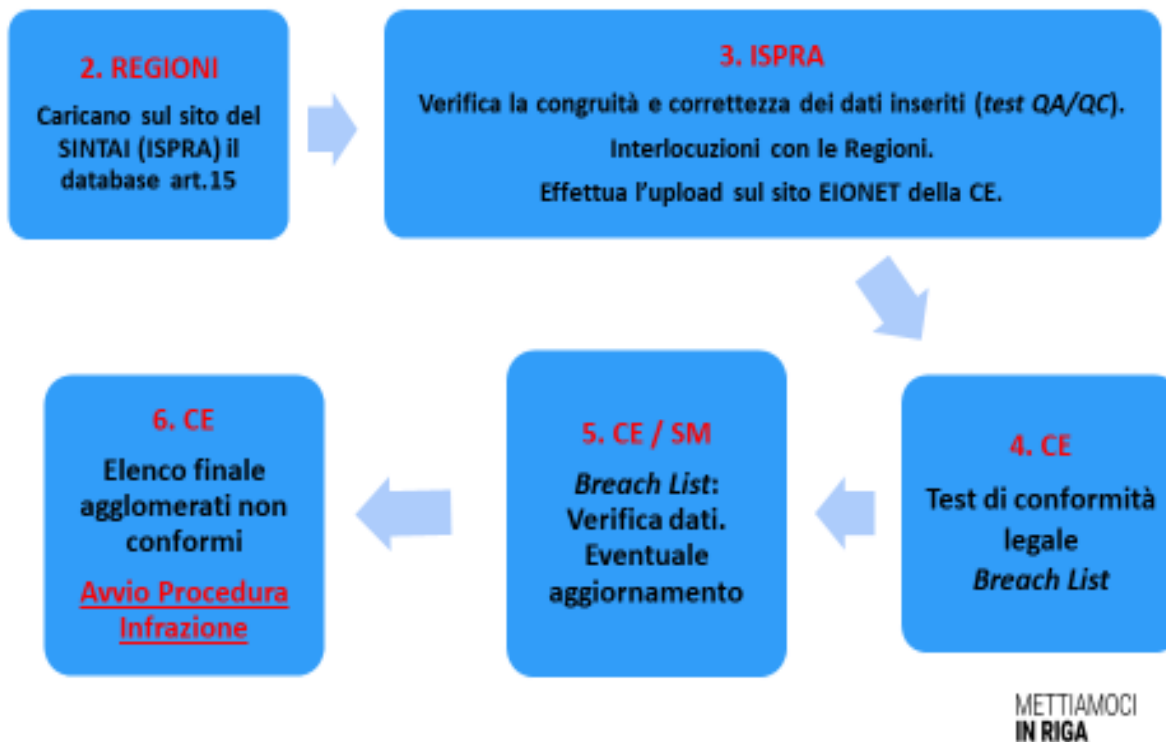 2. REGIONI
Caricano sul sito del
SINTAI (ISPRA) il
database art.15
3. ISPRA
Verifica la congruità e correttezza dei dati inseriti (test QA/QC).
Interlocuzioni con le Regioni.
Effettua l'upload sul sito EIONET della CE.
4. CE
Test di conformità
legale
Breach List
5. CE / SM
Breach List:
Verifica dati.
Eventuale
aggiornamento
6. CE
Elenco finale
agglomerati non
conformi
Avvio Procedura
Infrazione
METTIAMOCI
IN RIGA